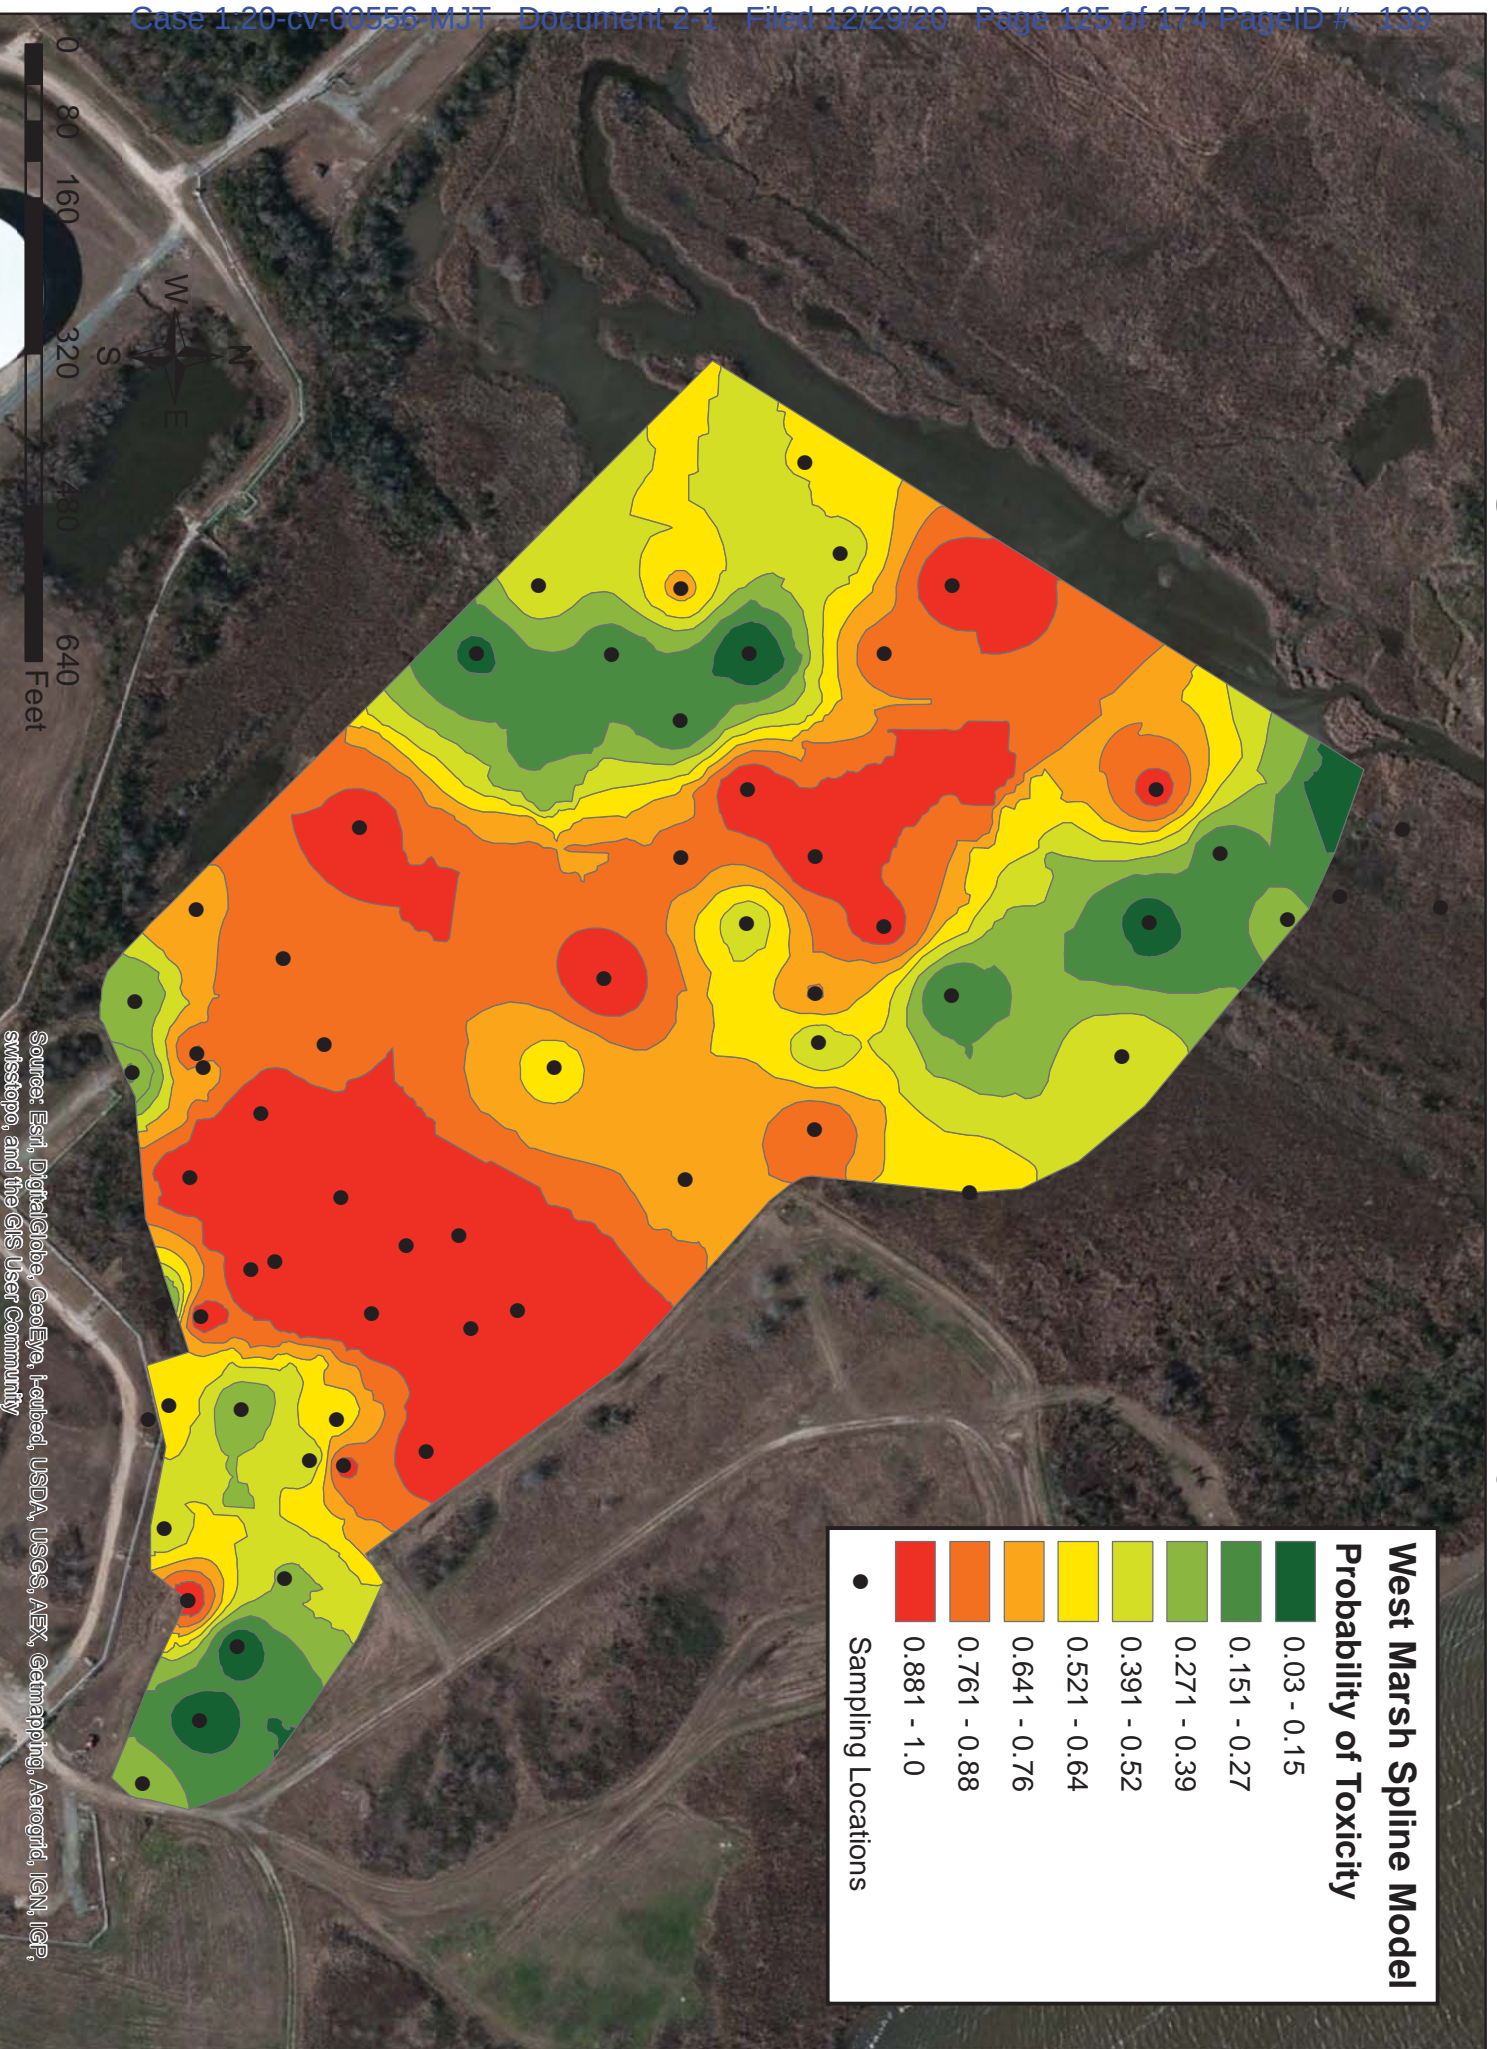 Case 1:20-cv-00556-MJT Document 2-1 Filed 12/29/20 Page 125 of 174 PageID #: 139
West Marsh Spline Model
Probability of Toxicity
0.03 - 0.15
0.151 - 0.27
0.271 - 0.39
0.391 - 0.52
0.521 - 0.64
0.641 - 0.76
0.761 - 0.88
0.881 - 1.0
Sampling Locations
N
W
E
S
0 80 160 320 480 640
Feet
Source: Esri, DigitalGlobe, GeoEye, i-cubed, USDA, USGS, AEX, Getmapping, Aerogrid, IGN, IGP,
swisstopo, and the GIS User Community